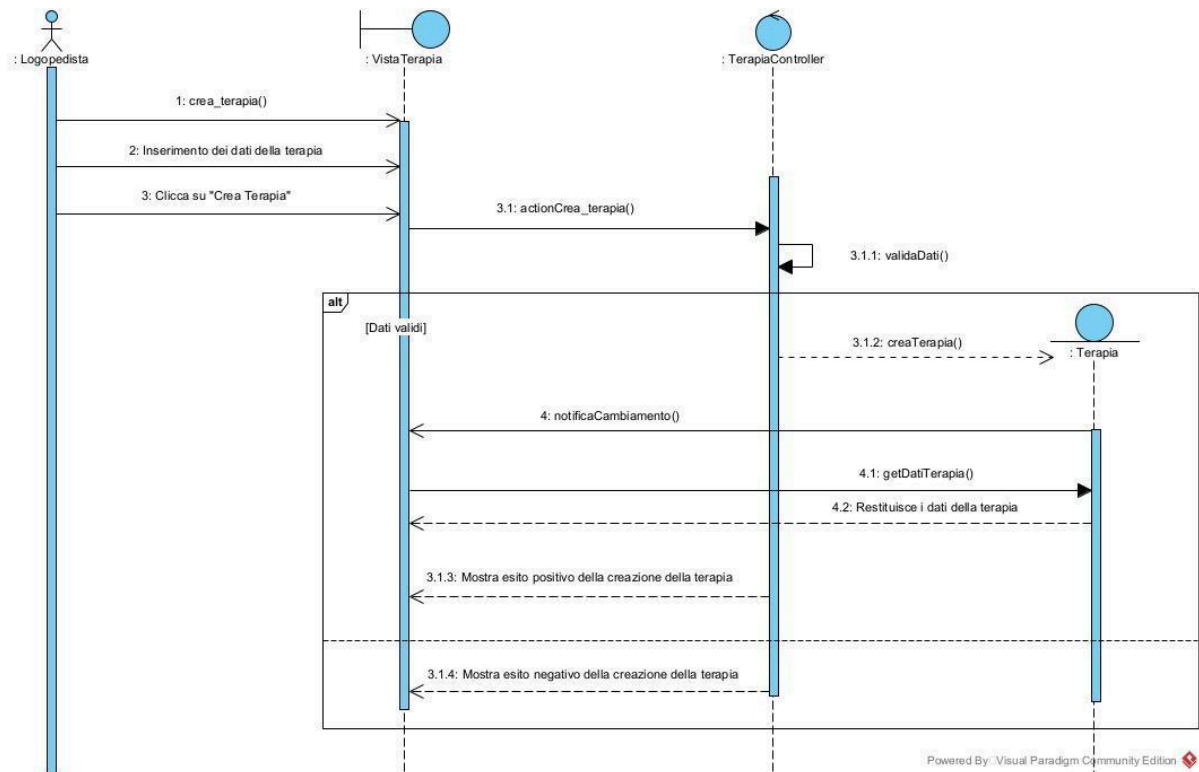 : Logopedista
: VistaTerapia
: TerapiaController
1: crea_terapia()
2: Inserimento dei dati della terapia
3: Clicca su "Crea Terapia"
3.1: actionCrea_terapia()
3.1.1: validaDati()
alt
[Dati validi]
3.1.2: creaTerapia()
: Terapia
4: notificaCambiamento()
4.1: getDatiTerapia()
4.2: Restituisce i dati della terapia
3.1.3: Mostra esito positivo della creazione della terapia
3.1.4: Mostra esito negativo della creazione della terapia
Powered By Visual Paradigm Community Edition